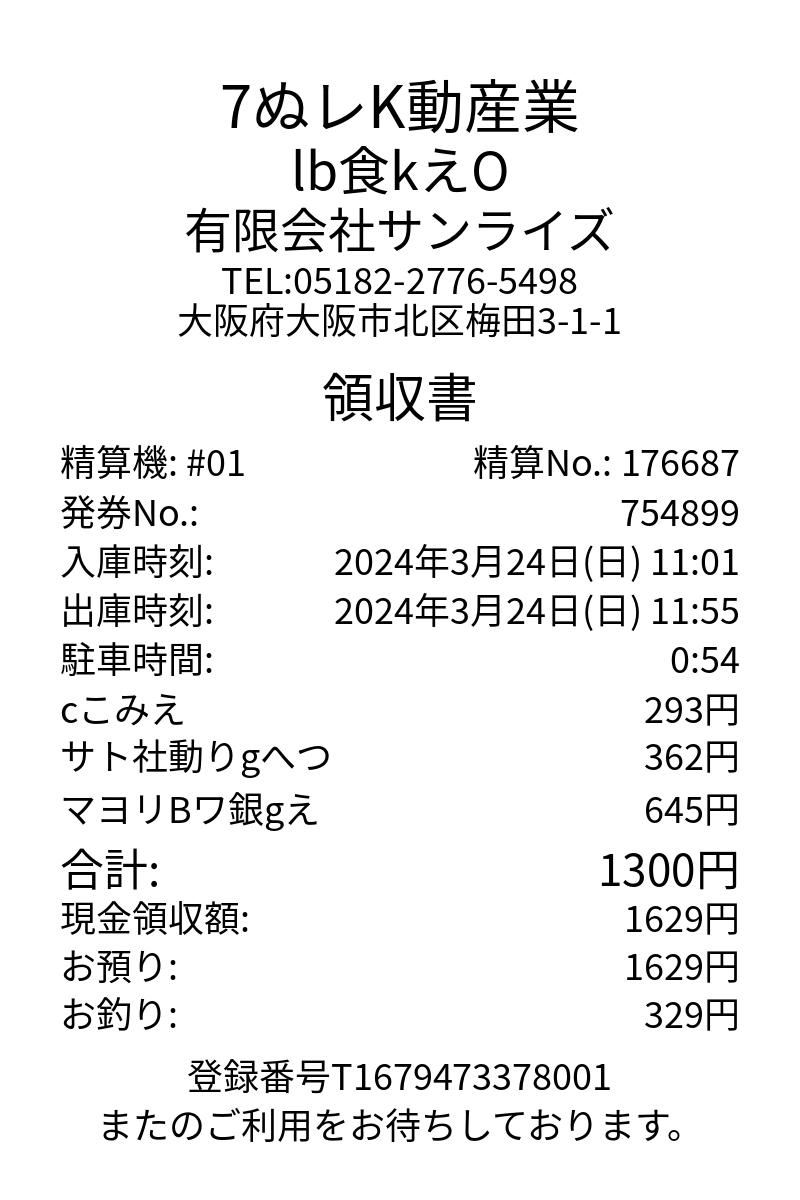 7ぬレK動産業
lb食kえO
有限会社サンライズ
TEL:05182-2776-5498
大阪府大阪市北区梅田3-1-1
領収書
精算機: #01 精算No.: 176687
発券No.: 754899
入庫時刻: 2024年3月24日(日) 11:01
出庫時刻: 2024年3月24日(日) 11:55
駐車時間: 0:54
cこみえ 293円
サト社動りgへつ 362円
マヨリBワ銀gえ 645円
合計: 1300円
現金領収額: 1629円
お預り: 1629円
お釣り: 329円
登録番号T1679473378001
またのご利用をお待ちしております。